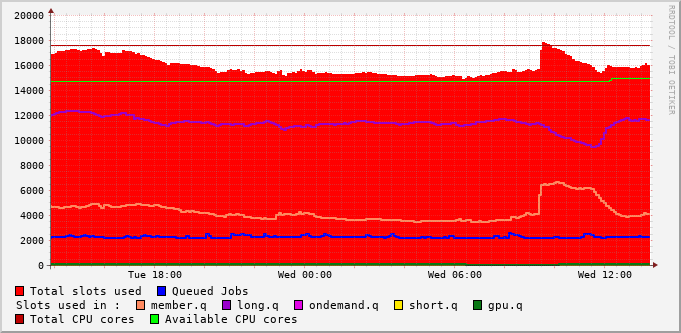 20000
18000
16000
14000
12000
10000
8000
6000
4000
2000
0
Tue 18:00 Wed 00:00 Wed 06:00 Wed 12:00
RRDTOOL / TOBI OETIKER
Total slots used Queued Jobs
Slots used in : member.q long.q ondemand.q short.q gpu.q
Total CPU cores Available CPU cores